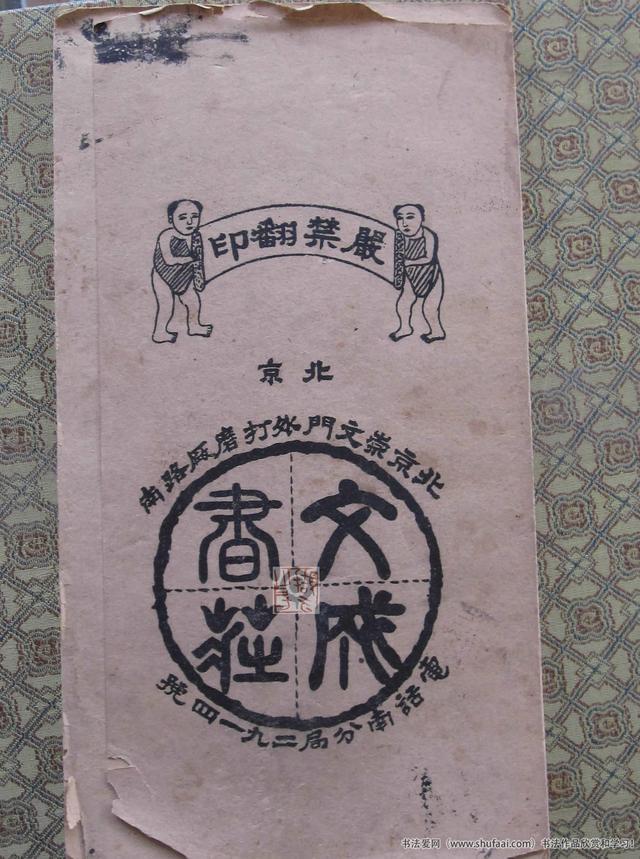 嚴禁翻印
北京
北京崇文門外打磨厰路南
文成
書莊
電話南分局二九一四號
书法爱网（www.shufaai.com）书法作品欣赏和学习！